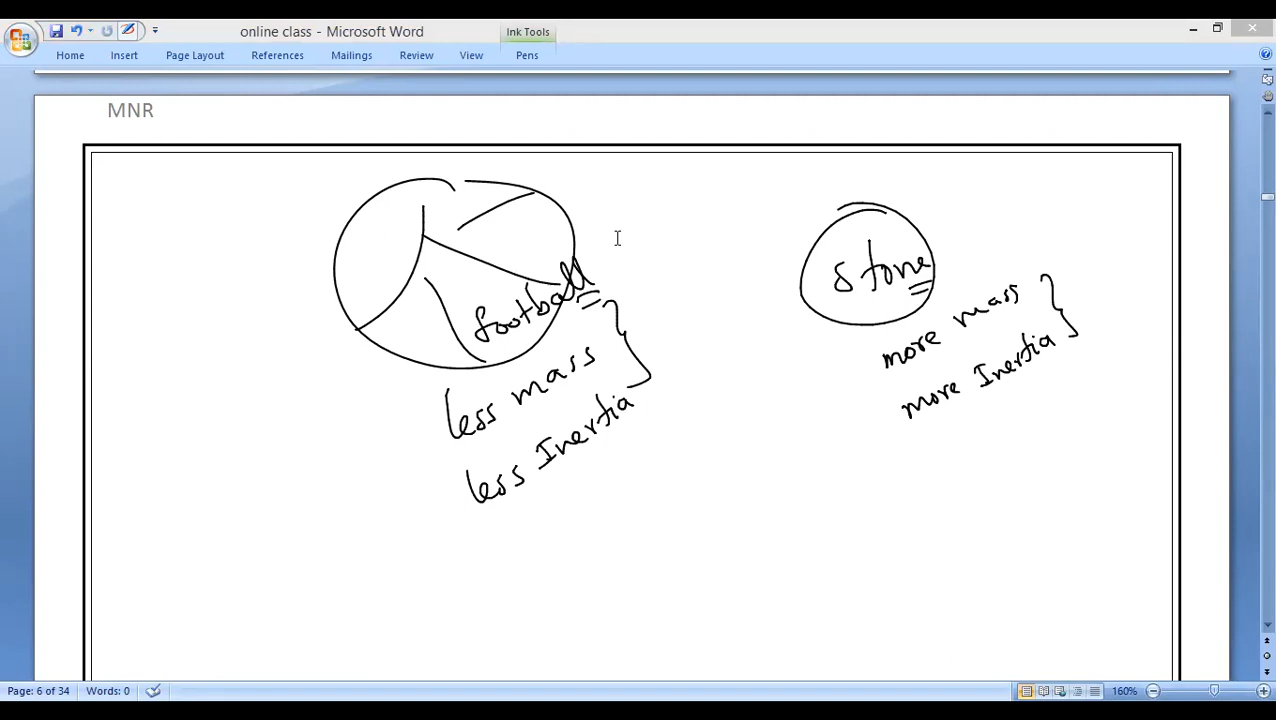 online class - Microsoft Word
Ink Tools
Home
Insert
Page Layout
References
Mailings
Review
View
Pens
MNR
football
less mass
less Inertia
stone
more mass
more Inertia
Page: 6 of 34
Words: 0
160%